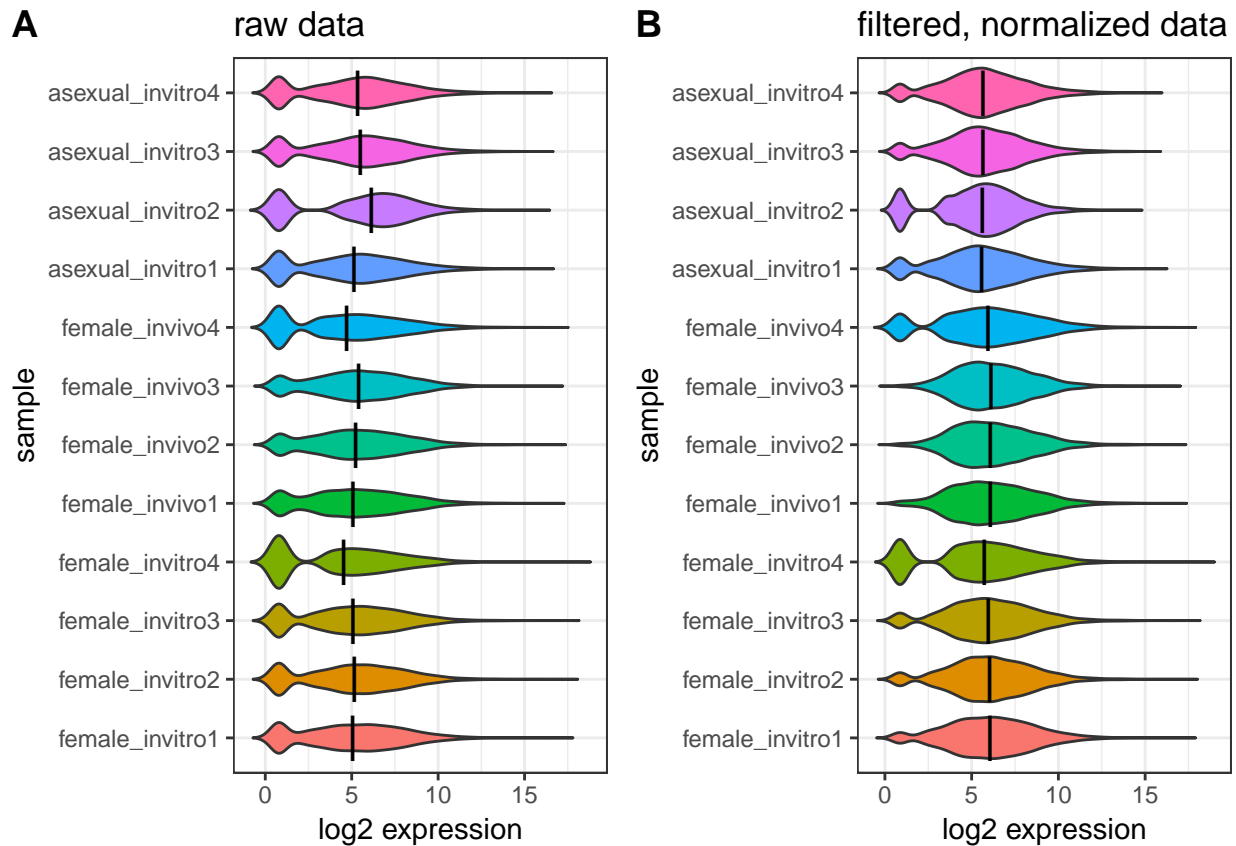 A
raw data
asexual_invitro4
asexual_invitro3
asexual_invitro2
asexual_invitro1
female_invivo4
female_invivo3
female_invivo2
female_invivo1
female_invitro4
female_invitro3
female_invitro2
female_invitro1
sample
0 5 10 15
log2 expression
B
filtered, normalized data
asexual_invitro4
asexual_invitro3
asexual_invitro2
asexual_invitro1
female_invivo4
female_invivo3
female_invivo2
female_invivo1
female_invitro4
female_invitro3
female_invitro2
female_invitro1
sample
0 5 10 15
log2 expression